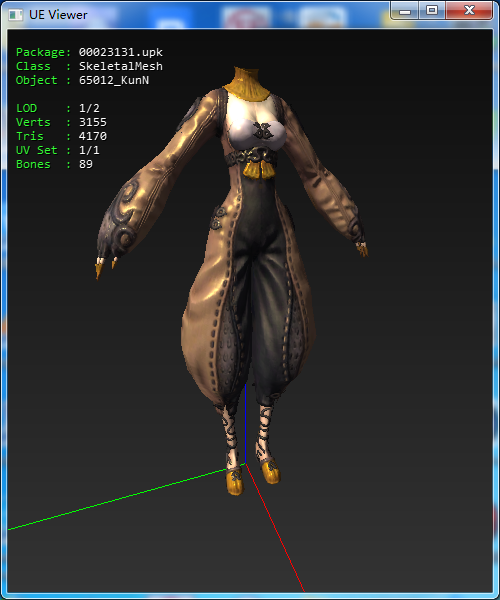 UE Viewer
Package: 00023131.upk
Class : SkeletalMesh
Object : 65012_KunN
LOD : 1/2
Verts : 3155
Tris : 4170
UV Set : 1/1
Bones : 89